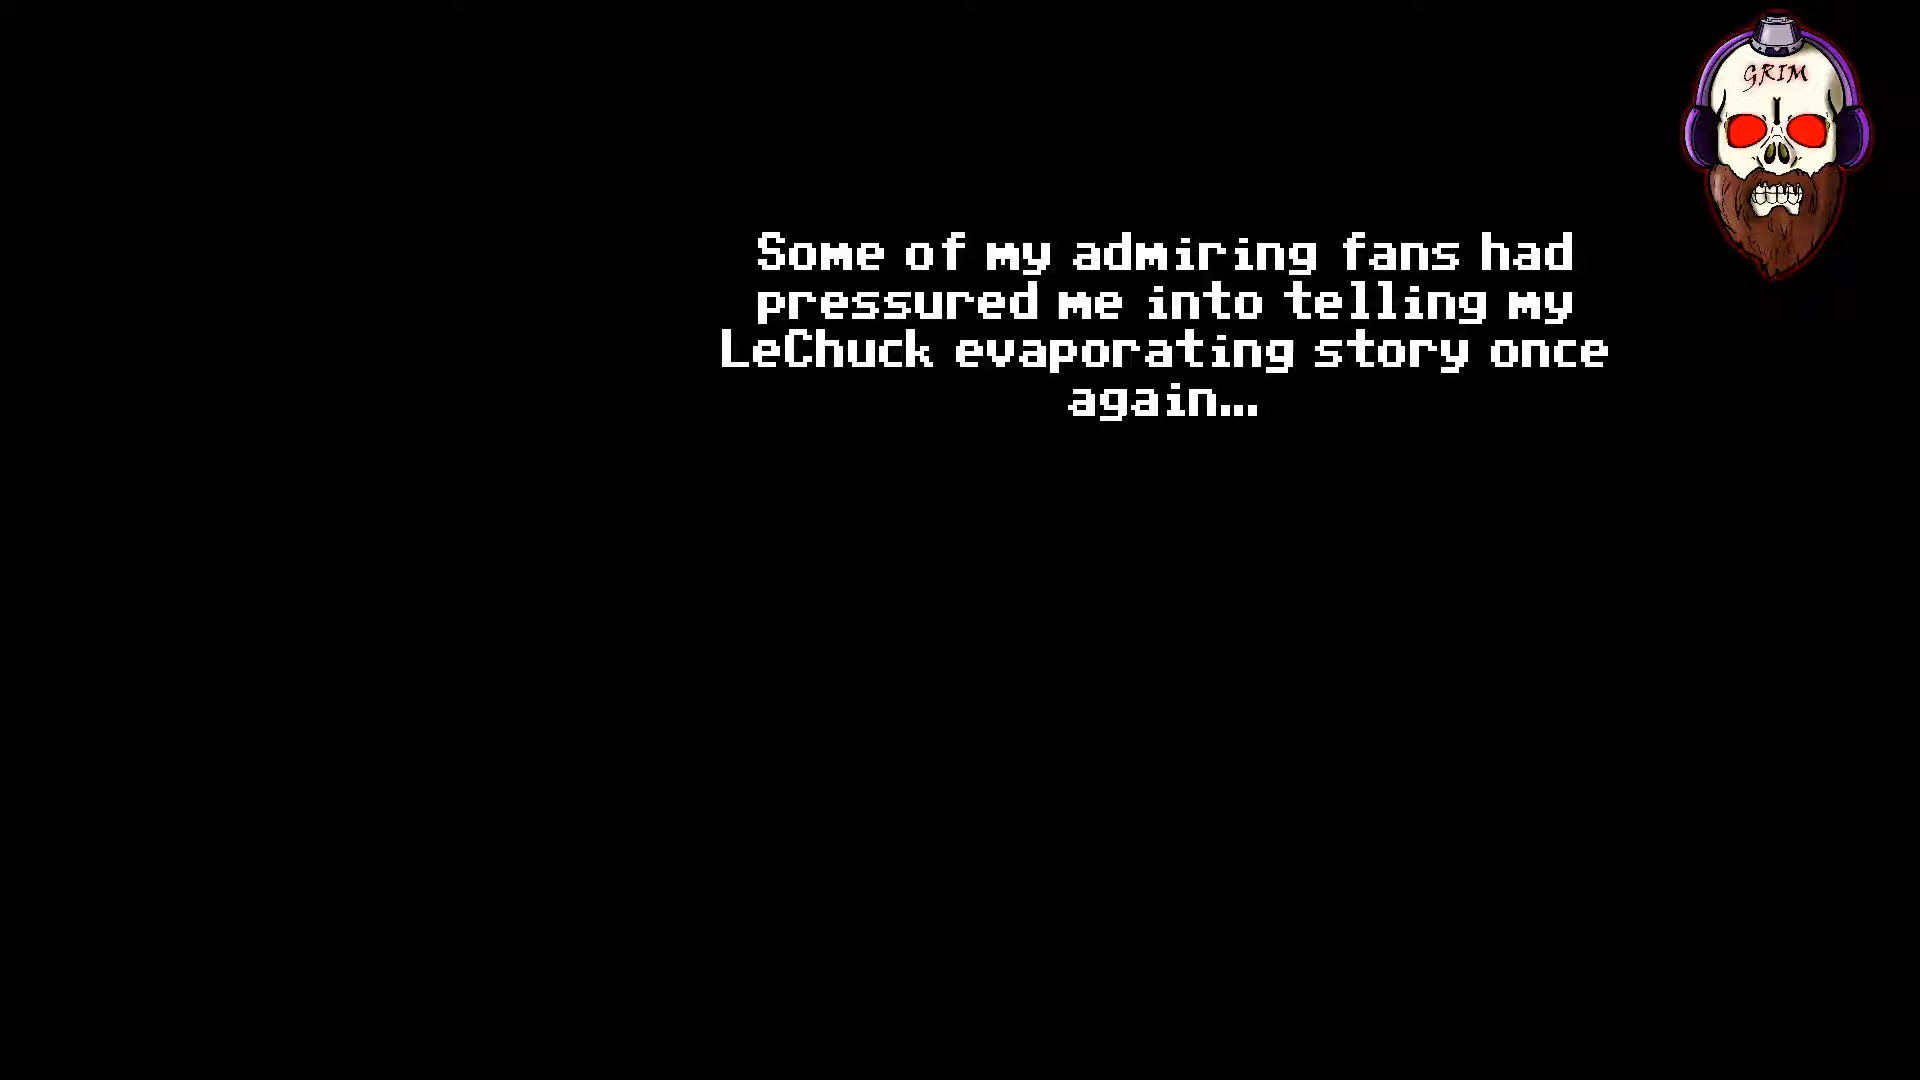 GRIM
Some of my admiring fans had
pressured me into telling my
LeChuck evaporating story once
again...